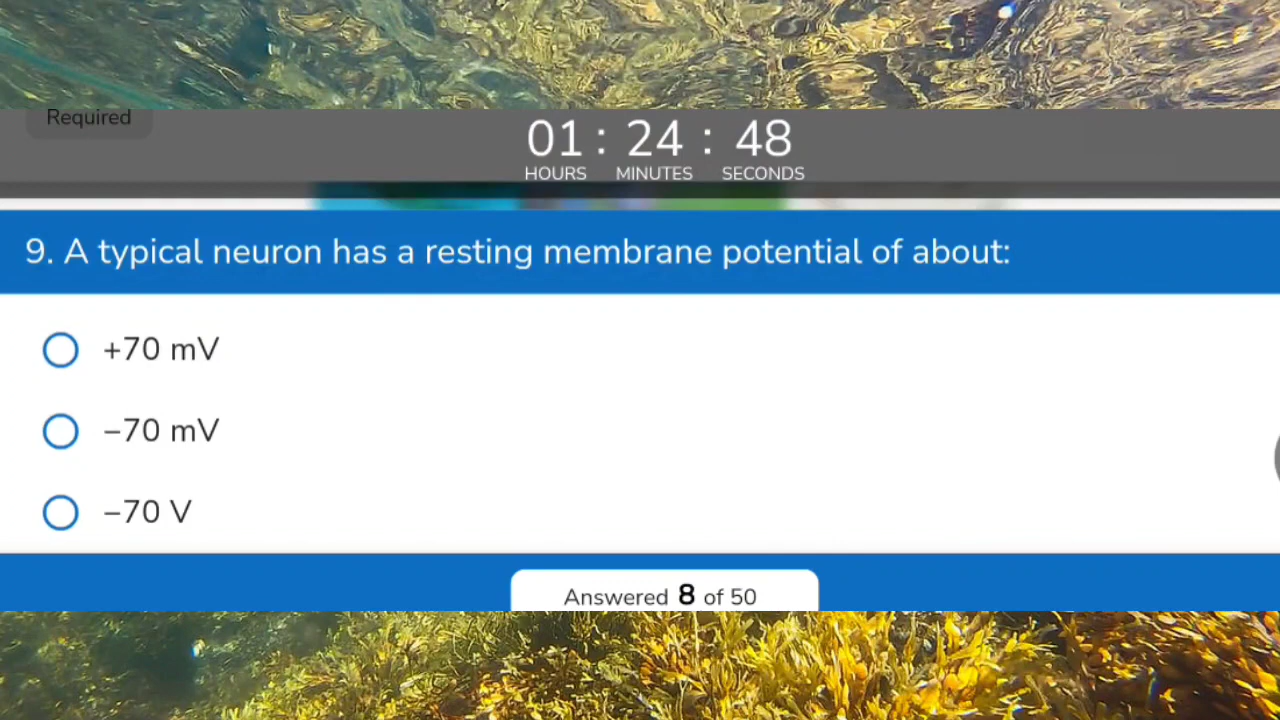 Required
01 : 24 : 48
HOURS MINUTES SECONDS
9. A typical neuron has a resting membrane potential of about:
+70 mV
−70 mV
−70 V
Answered 8 of 50